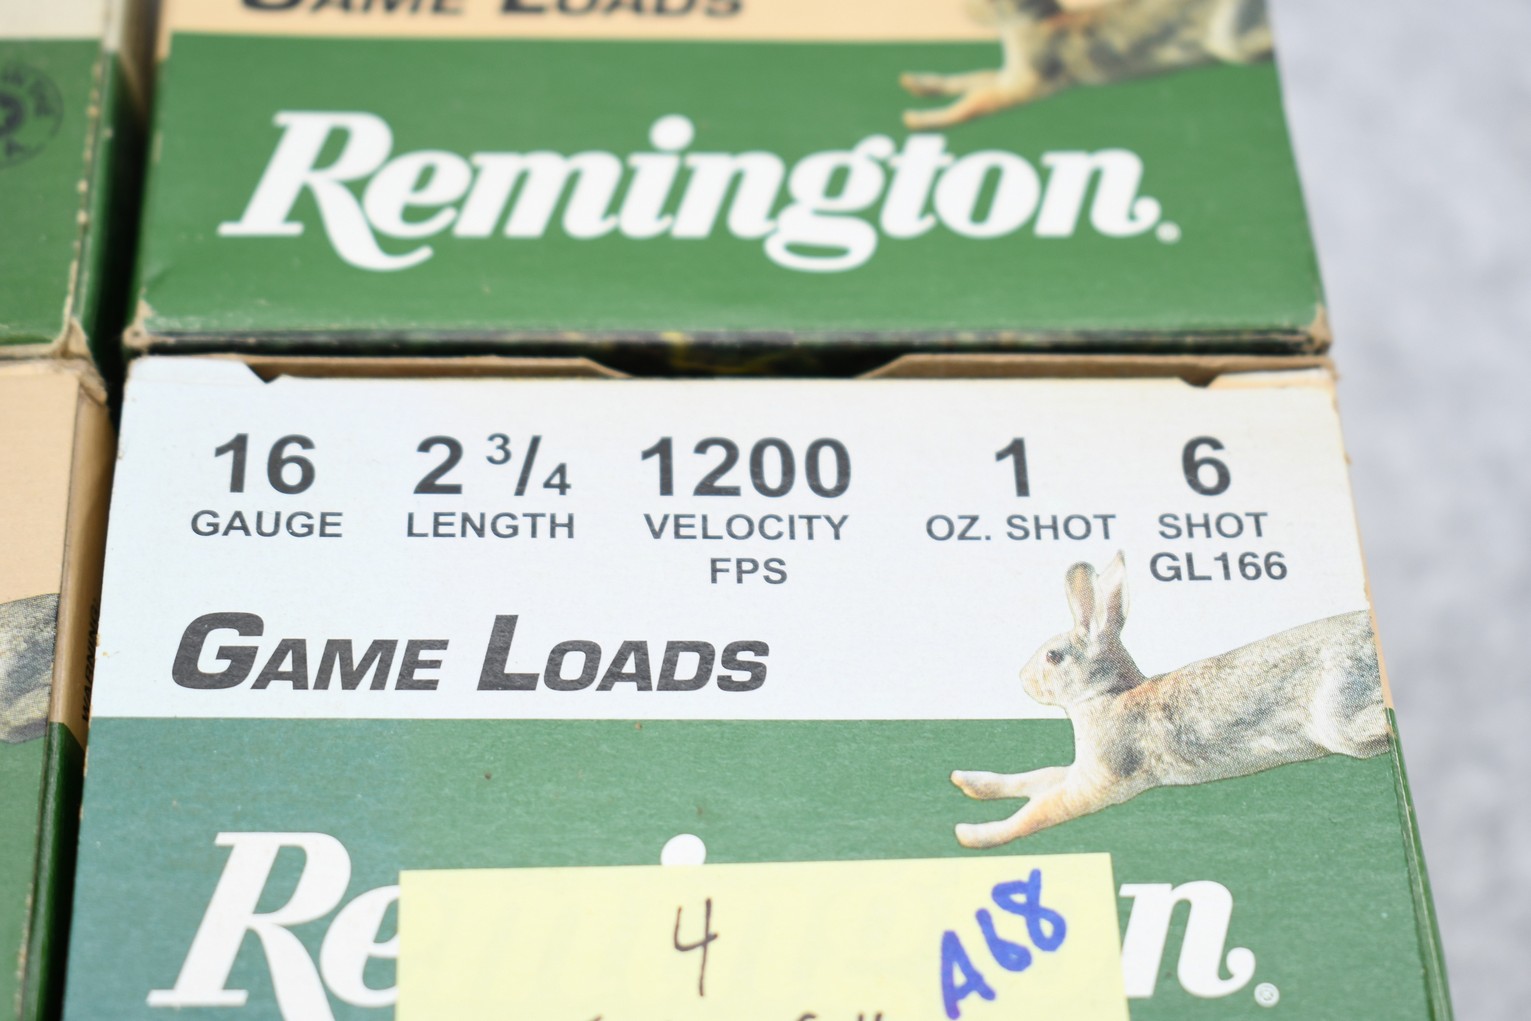 GAME LOADS
Remington.
16 2 3/4 1200 1 6
GAUGE LENGTH VELOCITY OZ. SHOT SHOT
FPS GL166
GAME LOADS
Re n.
4 A68